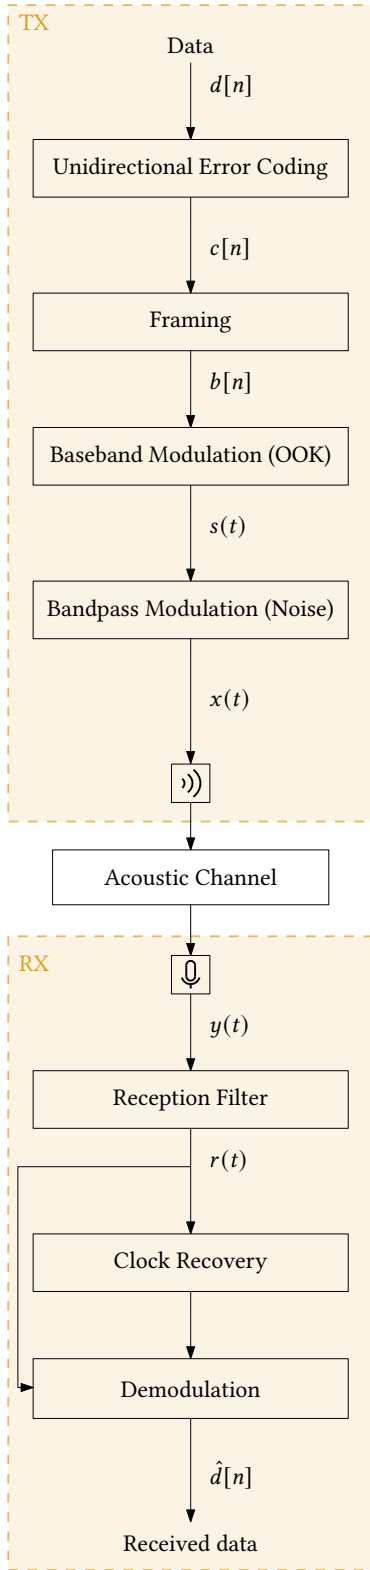 TX
Data
d[n]
Unidirectional Error Coding
c[n]
Framing
b[n]
Baseband Modulation (OOK)
s(t)
Bandpass Modulation (Noise)
x(t)
Acoustic Channel
RX
y(t)
Reception Filter
r(t)
Clock Recovery
Demodulation
d̂[n]
Received data